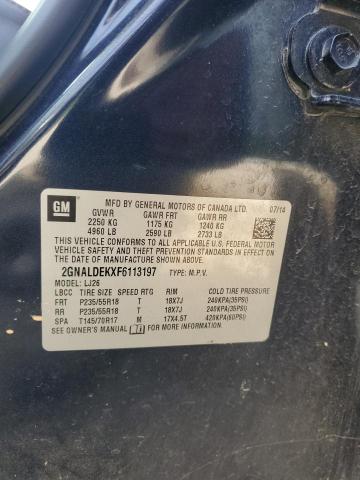 GM
MFD. BY GENERAL MOTORS OF CANADA LTD. 07/14
GVWR GAWR FRT GAWR RR
2250 KG 1175 KG 1240 KG
4960 LB 2590 LB 2733 LB
THIS VEHICLE CONFORMS TO ALL APPLICABLE U.S. FEDERAL MOTOR
VEHICLE SAFETY AND THEFT PREVENTION STANDARDS IN EFFECT
ON THE DATE OF MANUFACTURE SHOWN ABOVE.
2GNALDEKXF6113197 TYPE: M.P.V.
MODEL: LJ26
LBCC TIRE SIZE SPEED RTG RIM COLD TIRE PRESSURE
FRT P235/55R18 T 18X7J 240KPA(35PSI)
RR P235/55R18 T 18X7J 240KPA(35PSI)
SPA T145/70R17 M 17X4.5T 420KPA(60PSI)
SEE OWNER'S MANUAL FOR MORE INFORMATION.